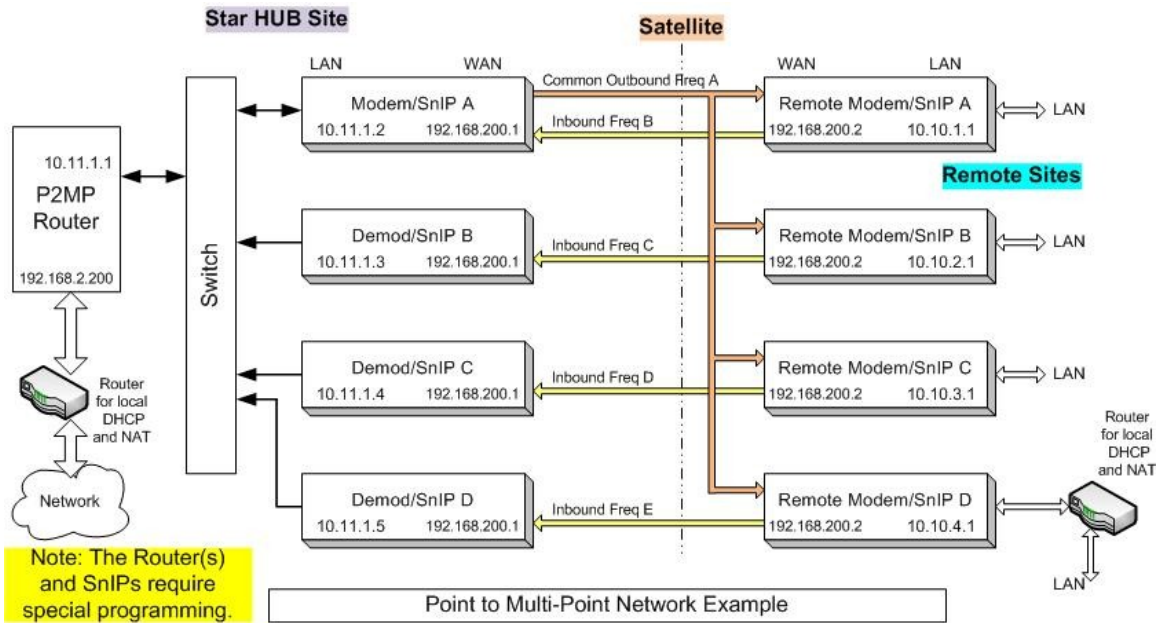 Star HUB Site
Satellite
LAN WAN
Common Outbound Freq A
WAN LAN
Modem/SnIP A
10.11.1.2 192.168.200.1
Inbound Freq B
Remote Modem/SnIP A
192.168.200.2 10.10.1.1
LAN
10.11.1.1
P2MP
Router
192.168.2.200
Switch
Remote Sites
Demod/SnIP B
10.11.1.3 192.168.200.1
Inbound Freq C
Remote Modem/SnIP B
192.168.200.2 10.10.2.1
LAN
Demod/SnIP C
10.11.1.4 192.168.200.1
Inbound Freq D
Remote Modem/SnIP C
192.168.200.2 10.10.3.1
LAN
Router
for local
DHCP
and NAT
Network
Demod/SnIP D
10.11.1.5 192.168.200.1
Inbound Freq E
Remote Modem/SnIP D
192.168.200.2 10.10.4.1
Router
for local
DHCP
and NAT
LAN
Note: The Router(s)
and SnIPs require
special programming.
Point to Multi-Point Network Example